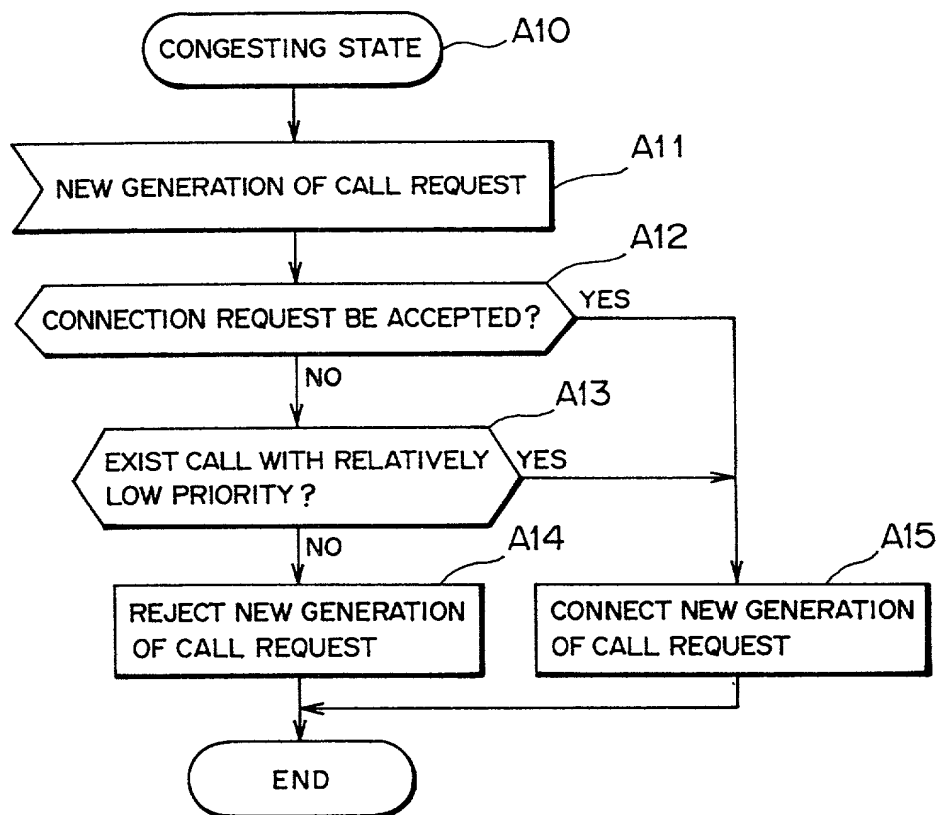 CONGESTING STATE
A10
A11
NEW GENERATION OF CALL REQUEST
A12
CONNECTION REQUEST BE ACCEPTED?
YES
NO
A13
EXIST CALL WITH RELATIVELY
LOW PRIORITY?
YES
NO
A14
REJECT NEW GENERATION
OF CALL REQUEST
A15
CONNECT NEW GENERATION
OF CALL REQUEST
END